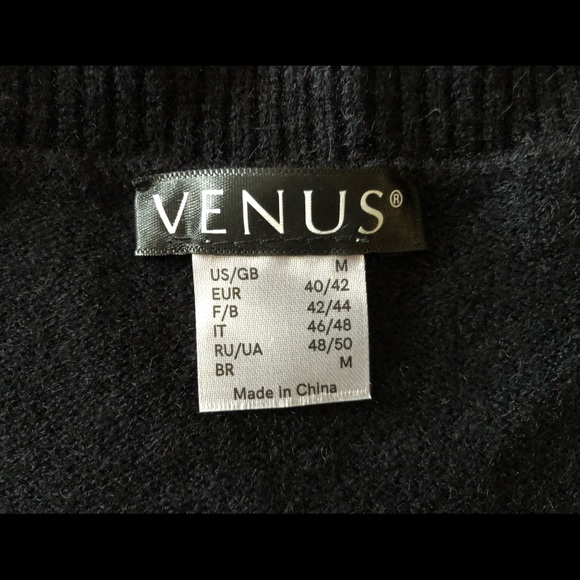 VENUS®
US/GB M
EUR 40/42
F/B 42/44
IT 46/48
RU/UA 48/50
BR M
Made in China